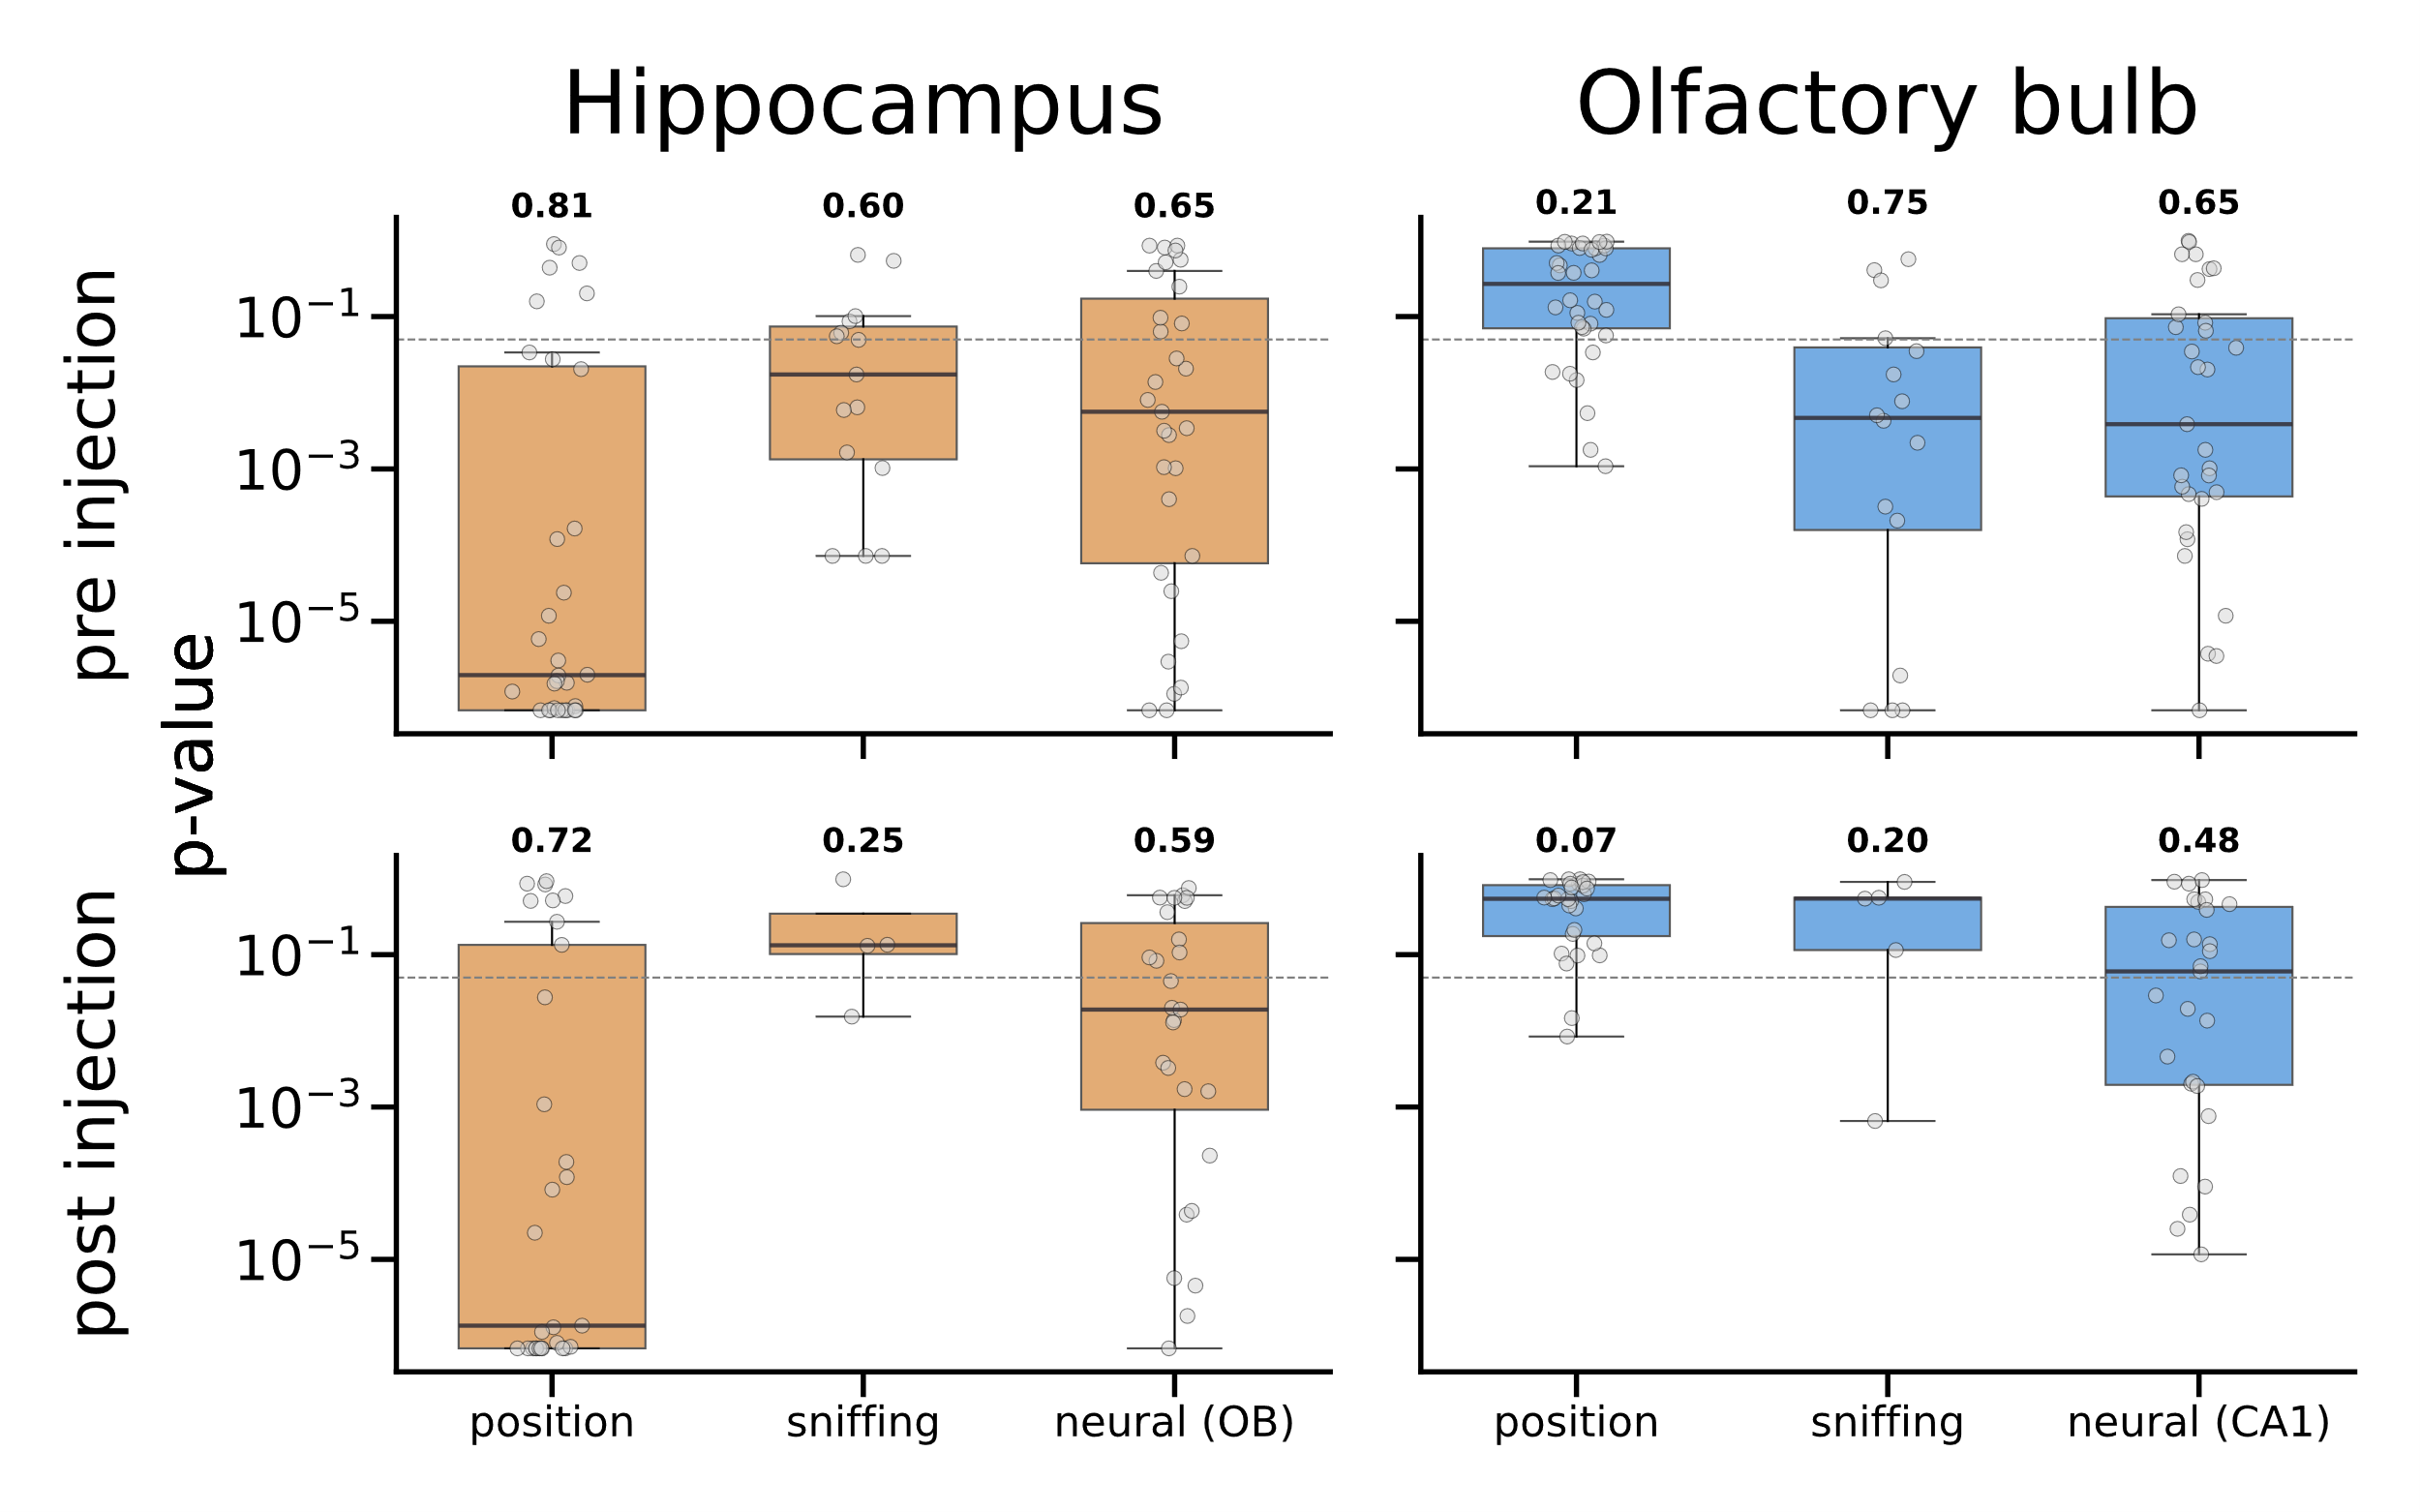 Hippocampus
Olfactory bulb
pre injection
p-value
0.81 0.60 0.65
10⁻¹
10⁻³
10⁻⁵
0.21 0.75 0.65
post injection
0.72 0.25 0.59
10⁻¹
10⁻³
10⁻⁵
position sniffing neural (OB)
0.07 0.20 0.48
position sniffing neural (CA1)